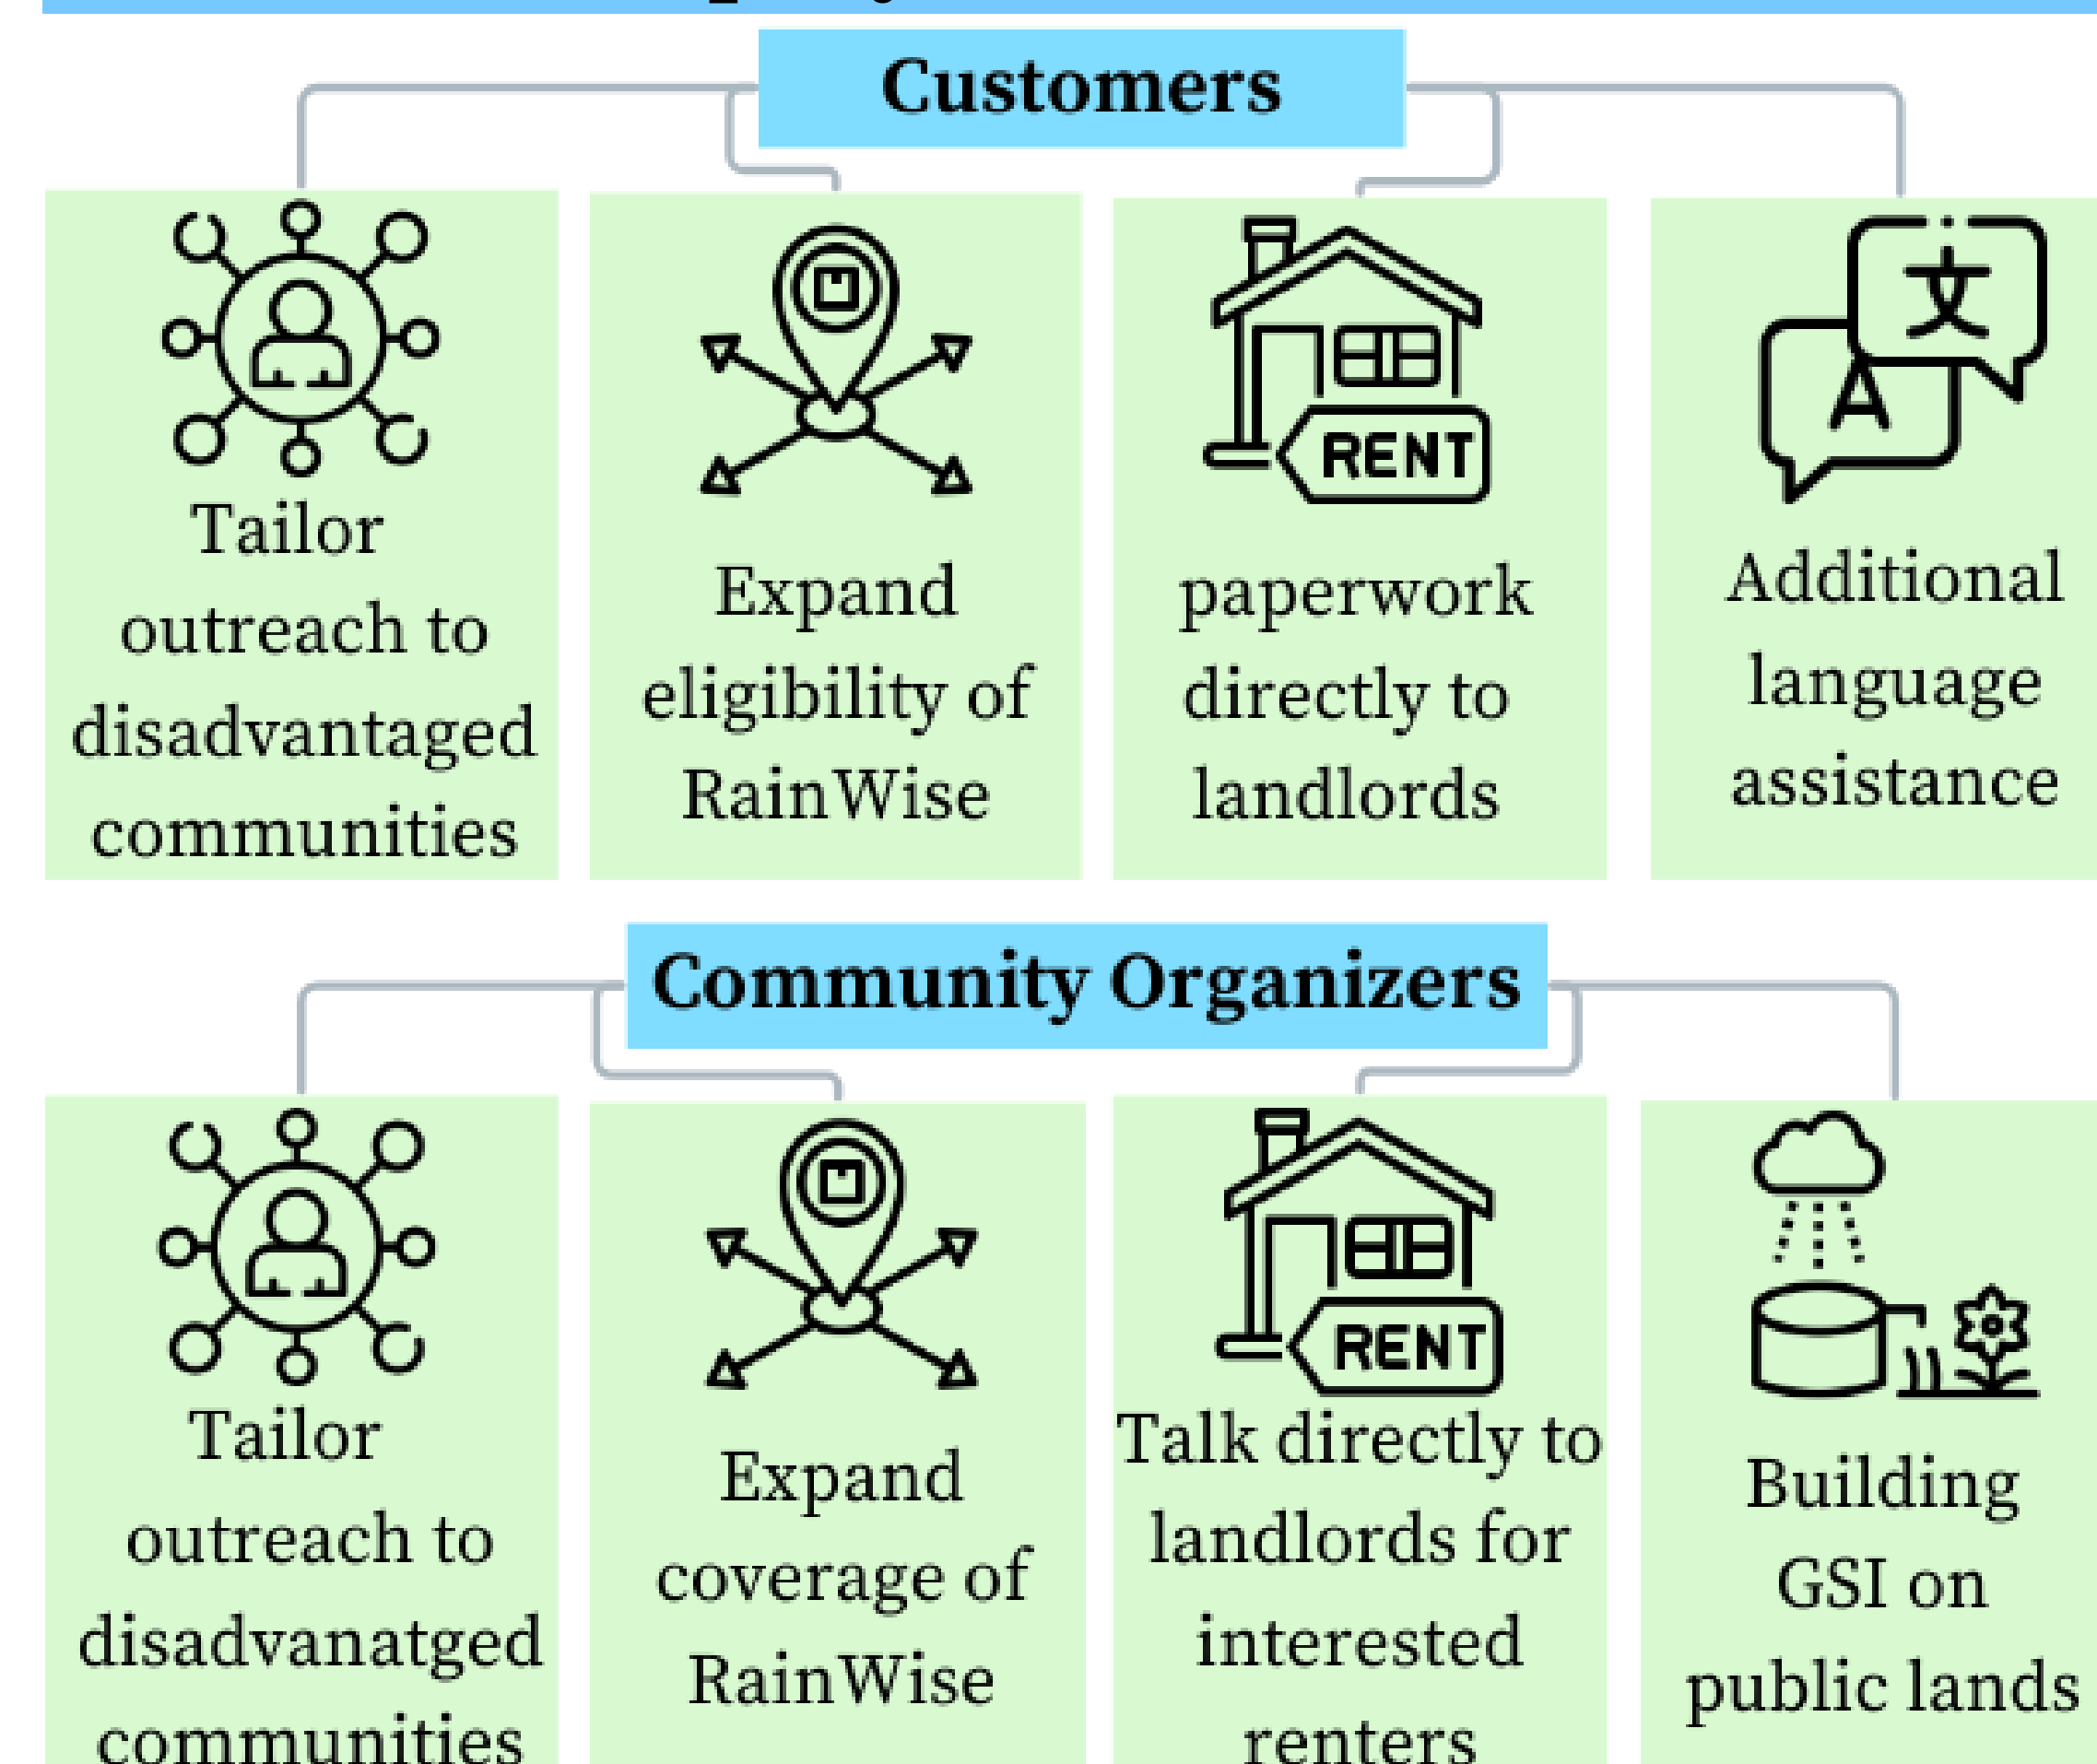 Customers
RENT
文
A
Tailor
outreach to
disadvantaged
communities
Expand
eligibility of
RainWise
paperwork
directly to
landlords
Additional
language
assistance
Community Organizers
RENT
Tailor
outreach to
disadvanatged
communities
Expand
coverage of
RainWise
Talk directly to
landlords for
interested
renters
Building
GSI on
public lands